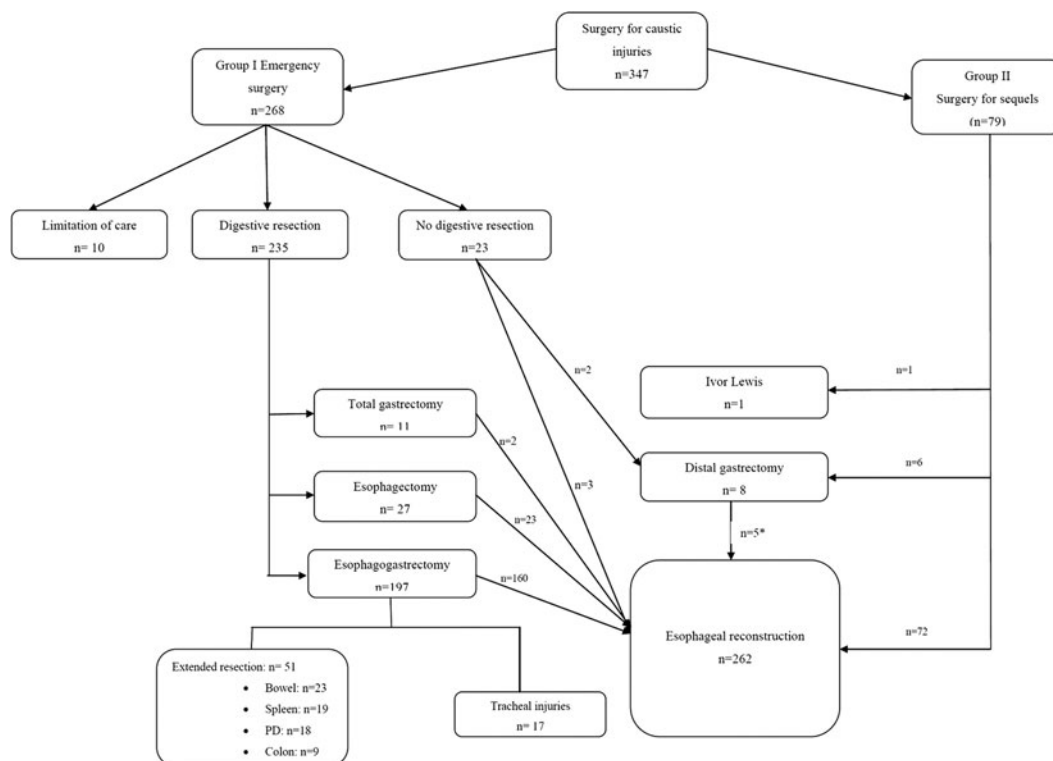 Surgery for caustic
injuries
n=347
Group I Emergency
surgery
n=268
Group II
Surgery for sequels
(n=79)
Limitation of care
n= 10
Digestive resection
n= 235
No digestive resection
n=23
n=2
Ivor Lewis
n=1
n=1
Total gastrectomy
n= 11
n=2
n=3
Distal gastrectomy
n= 8
n=6
Esophagectomy
n= 27
n=23
n=5*
Esophagogastrectomy
n=197
n=160
Esophageal reconstruction
n=262
n=72
Extended resection: n= 51
• Bowel: n=23
• Spleen: n=19
• PD: n=18
• Colon: n=9
Tracheal injuries
n= 17